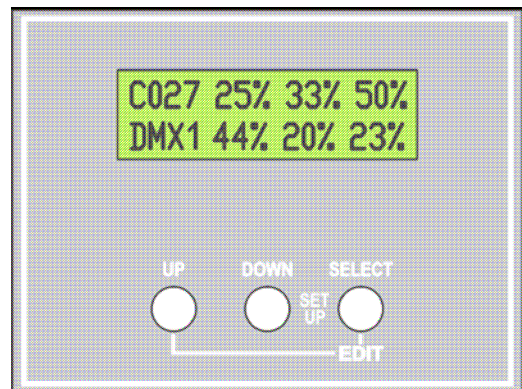 C027 25% 33% 50%
DMX1 44% 20% 23%
UP DOWN SELECT
SET
UP
EDIT